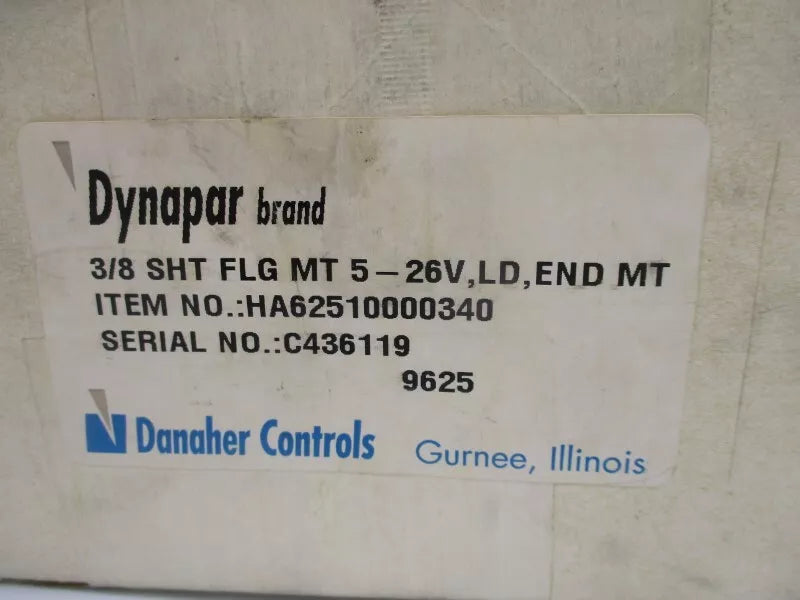 Dynapar brand
3/8 SHT FLG MT 5-26V,LD,END MT
ITEM NO.:HA62510000340
SERIAL NO.:C436119
9625
Danaher Controls Gurnee, Illinois